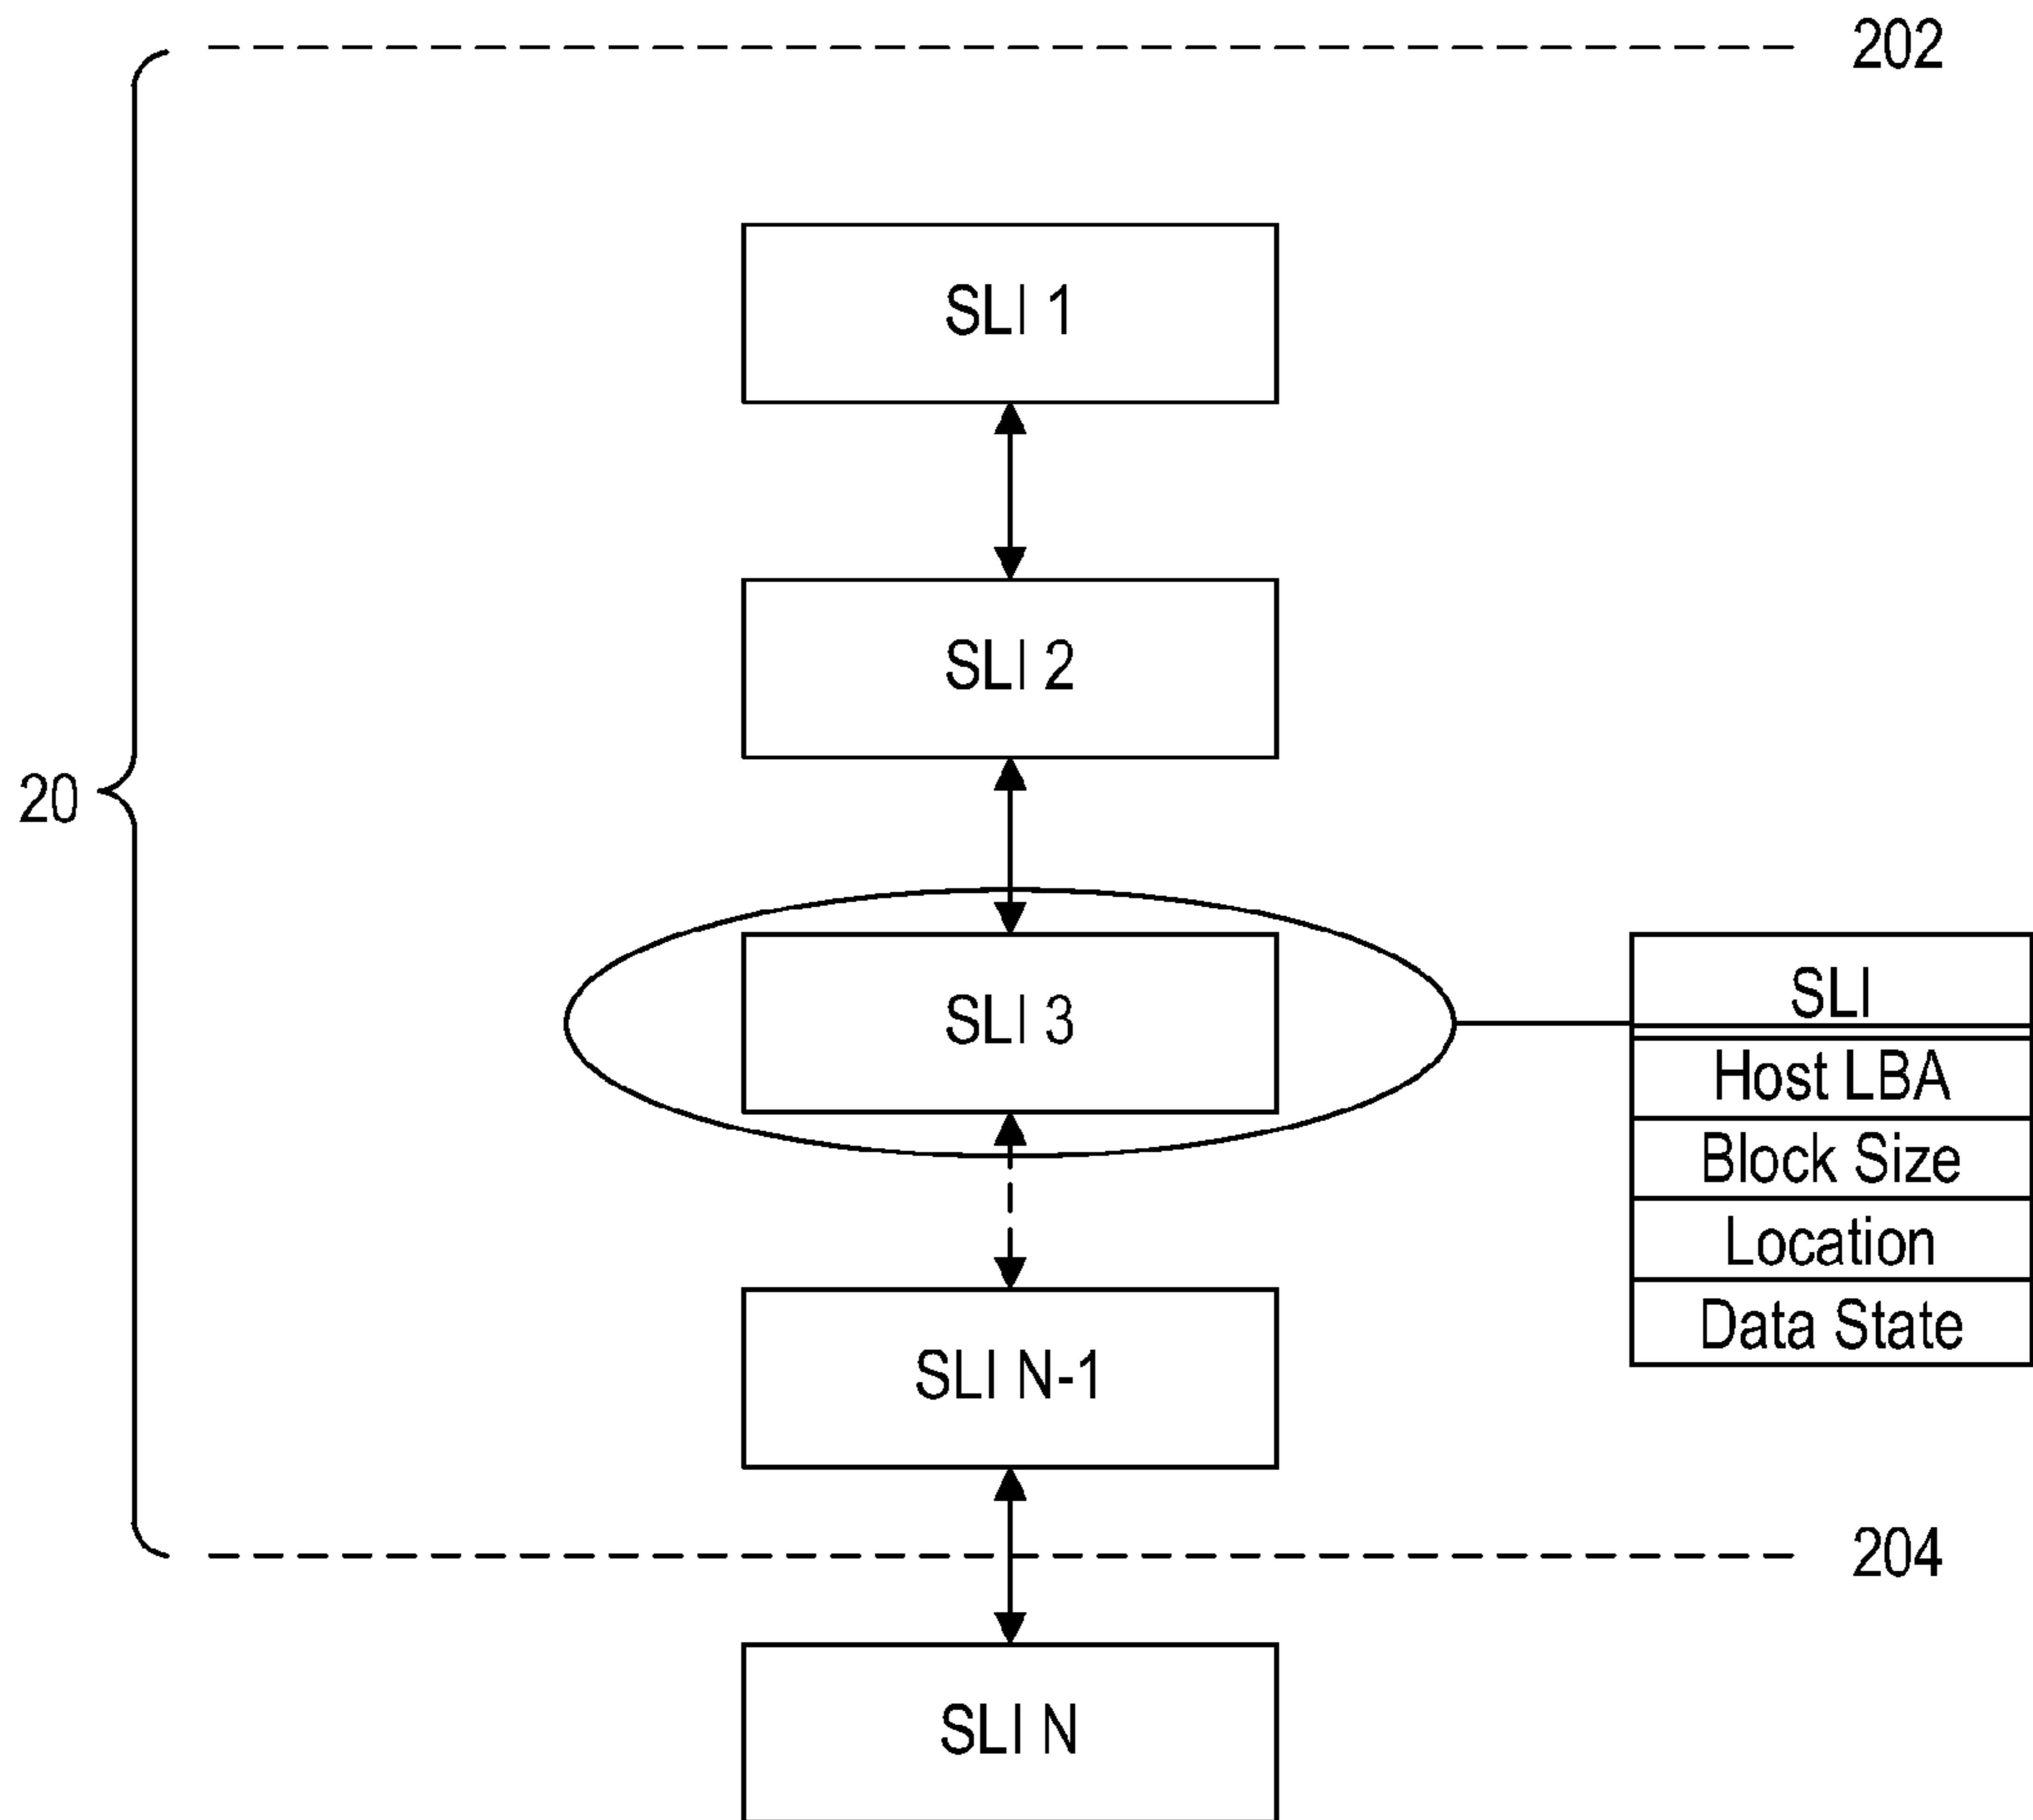 202
SLI 1
SLI 2
20
SLI 3
SLI
Host LBA
Block Size
Location
Data State
SLI N-1
204
SLI N